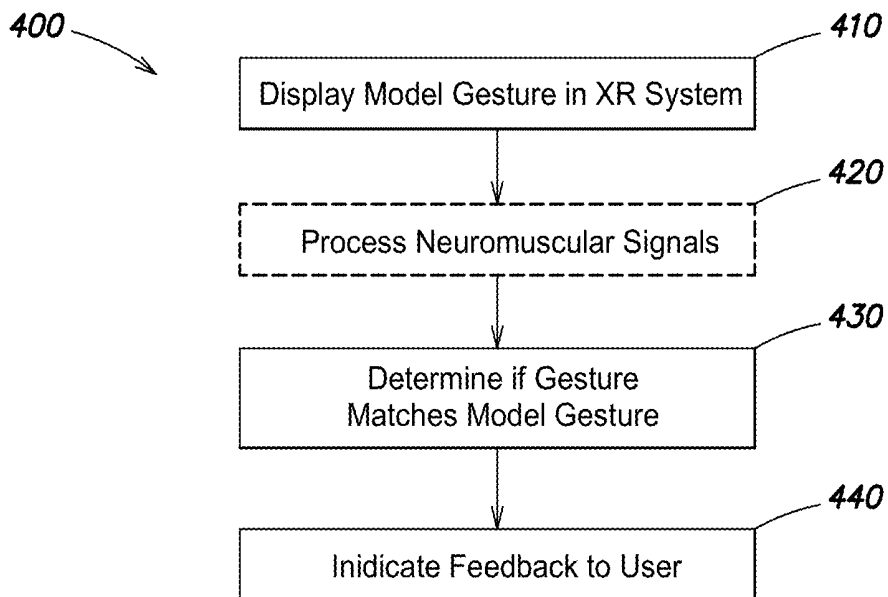 400
410
Display Model Gesture in XR System
420
Process Neuromuscular Signals
430
Determine if Gesture
Matches Model Gesture
440
Inidicate Feedback to User